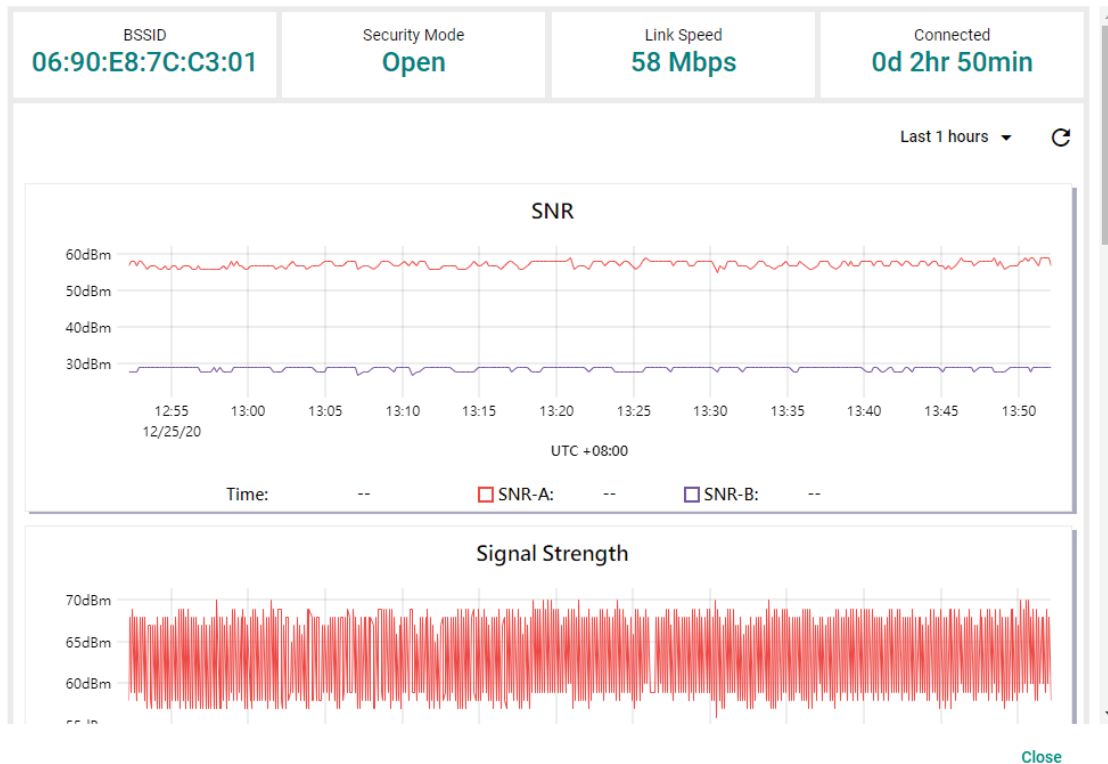 BSSID
06:90:E8:7C:C3:01
Security Mode
Open
Link Speed
58 Mbps
Connected
0d 2hr 50min
Last 1 hours
SNR
60dBm
50dBm
40dBm
30dBm
12:55 13:00 13:05 13:10 13:15 13:20 13:25 13:30 13:35 13:40 13:45 13:50
12/25/20
UTC +08:00
Time: -- SNR-A: -- SNR-B: --
Signal Strength
70dBm
65dBm
60dBm
Close